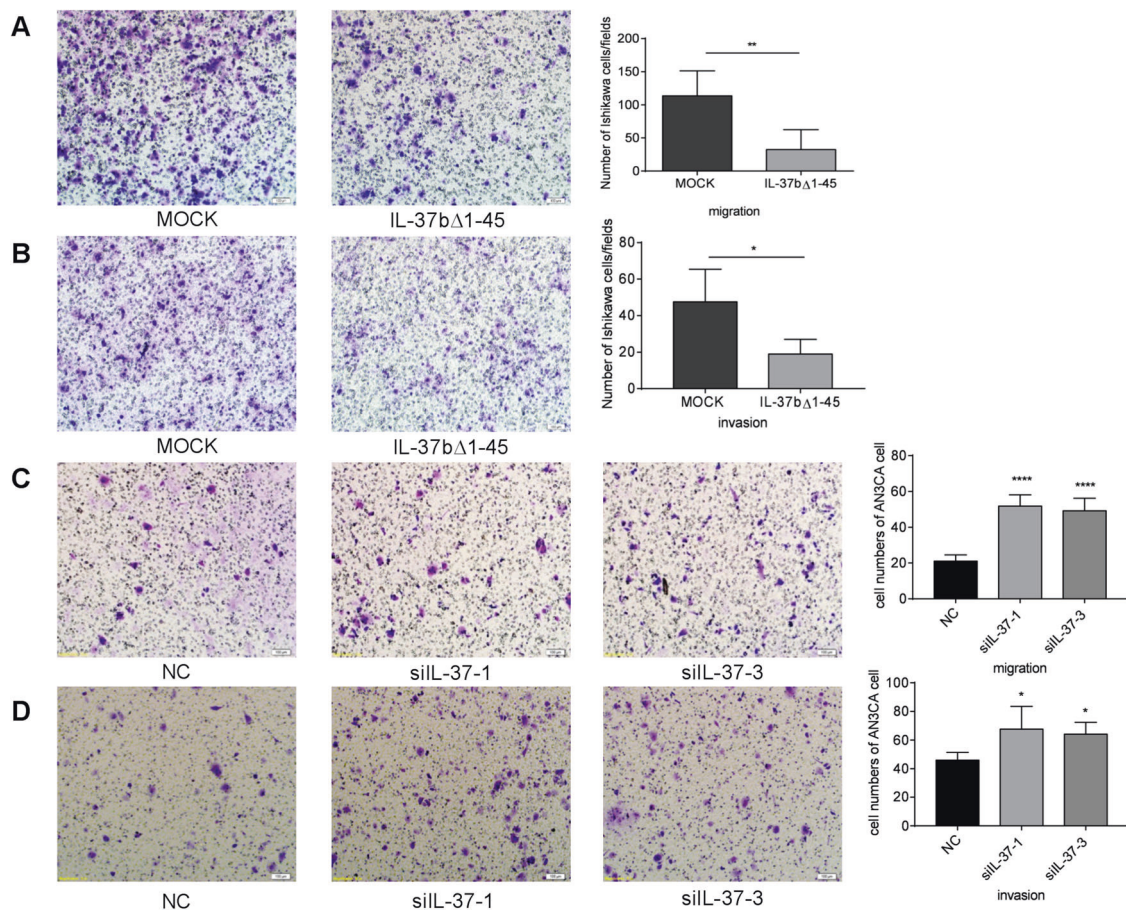 A
MOCK
IL-37bΔ1-45
Number of Ishikawa cells/fields
200
150
100
50
0
**
MOCK
IL-37bΔ1-45
migration
B
MOCK
IL-37bΔ1-45
Number of Ishikawa cells/fields
80
60
40
20
0
*
MOCK
IL-37bΔ1-45
invasion
C
NC
siIL-37-1
siIL-37-3
cell numbers of AN3CA cell
80
60
40
20
0
****
****
NC
siIL-37-1
siIL-37-3
migration
D
NC
siIL-37-1
siIL-37-3
cell numbers of AN3CA cell
100
80
60
40
20
0
*
*
NC
siIL-37-1
siIL-37-3
invasion